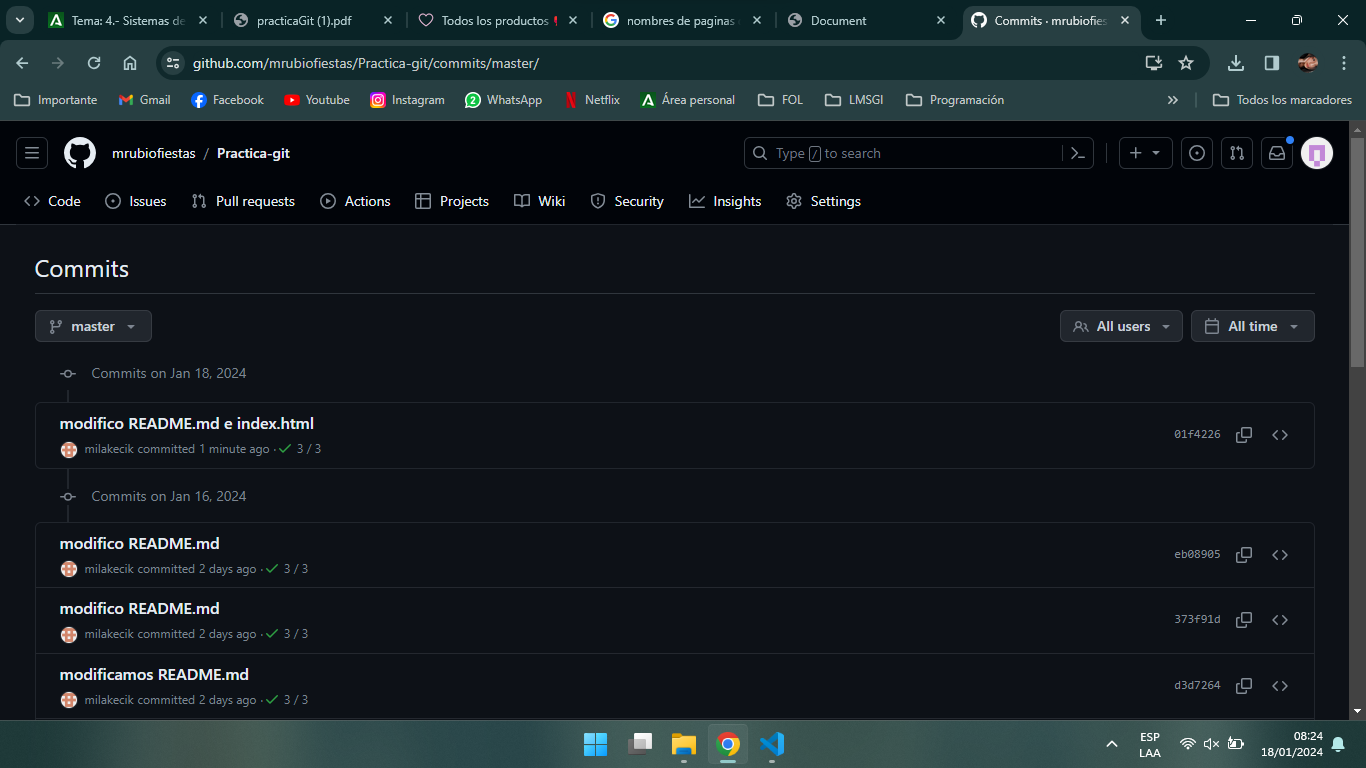 Tema: 4.- Sistemas de
practicaGit (1).pdf
Todos los productos
nombres de paginas
Document
Commits · mrubiofies
github.com/mrubiofiestas/Practica-git/commits/master/
Importante
Gmail
Facebook
Youtube
Instagram
WhatsApp
Netflix
Área personal
FOL
LMSGI
Programación
Todos los marcadores
mrubiofiestas / Practica-git
Type / to search
Code
Issues
Pull requests
Actions
Projects
Wiki
Security
Insights
Settings
Commits
master
All users
All time
Commits on Jan 18, 2024
modifico README.md e index.html
01f4226
milakecik committed 1 minute ago · 3 / 3
Commits on Jan 16, 2024
modifico README.md
eb08905
milakecik committed 2 days ago · 3 / 3
modifico README.md
373f91d
milakecik committed 2 days ago · 3 / 3
modificamos README.md
d3d7264
milakecik committed 2 days ago · 3 / 3
ESP
LAA
08:24
18/01/2024